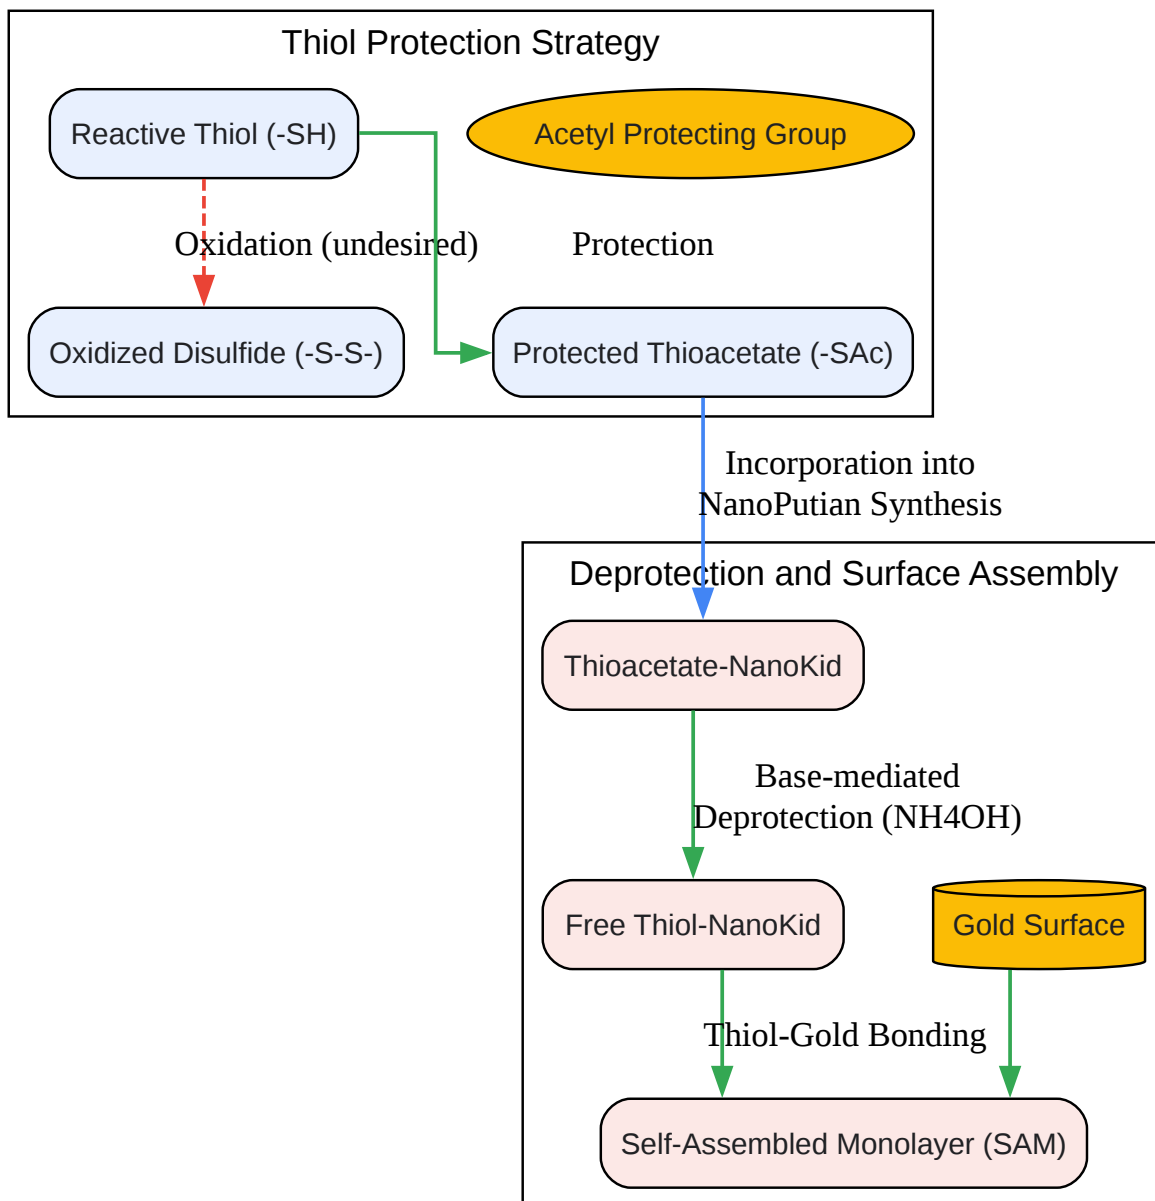 Thiol Protection Strategy
Reactive Thiol (-SH)
Acetyl Protecting Group
Oxidation (undesired)
Protection
Oxidized Disulfide (-S-S-)
Protected Thioacetate (-SAc)
Incorporation into
NanoPutian Synthesis
Deprotection and Surface Assembly
Thioacetate-NanoKid
Base-mediated
Deprotection (NH4OH)
Free Thiol-NanoKid
Gold Surface
Thiol-Gold Bonding
Self-Assembled Monolayer (SAM)